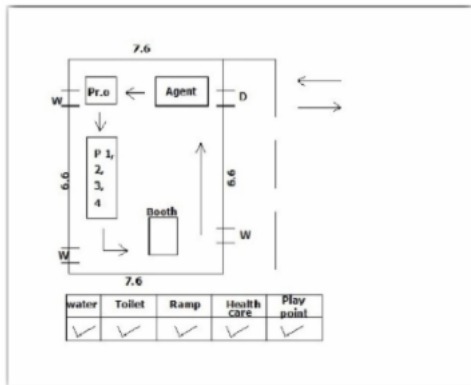 7.6
Pr.o
Agent
W
D
P 1,
2,
3,
4
6.6
6.6
Booth
W
W
7.6
water Toilet Ramp Health care Play point